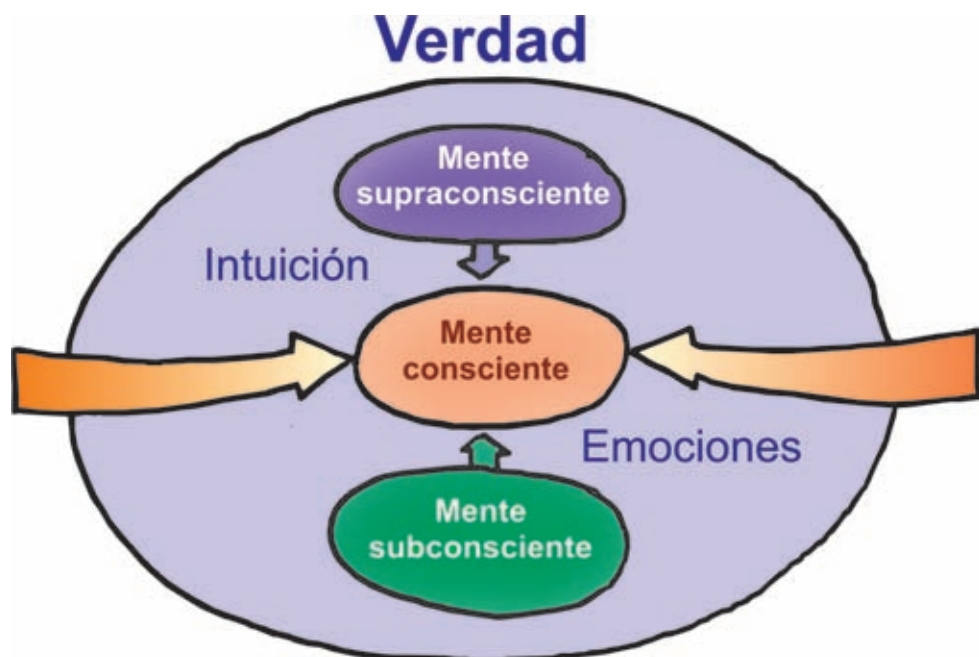 Verdad
Mente
supraconsciente
Intuición
Mente
consciente
Emociones
Mente
subconsciente